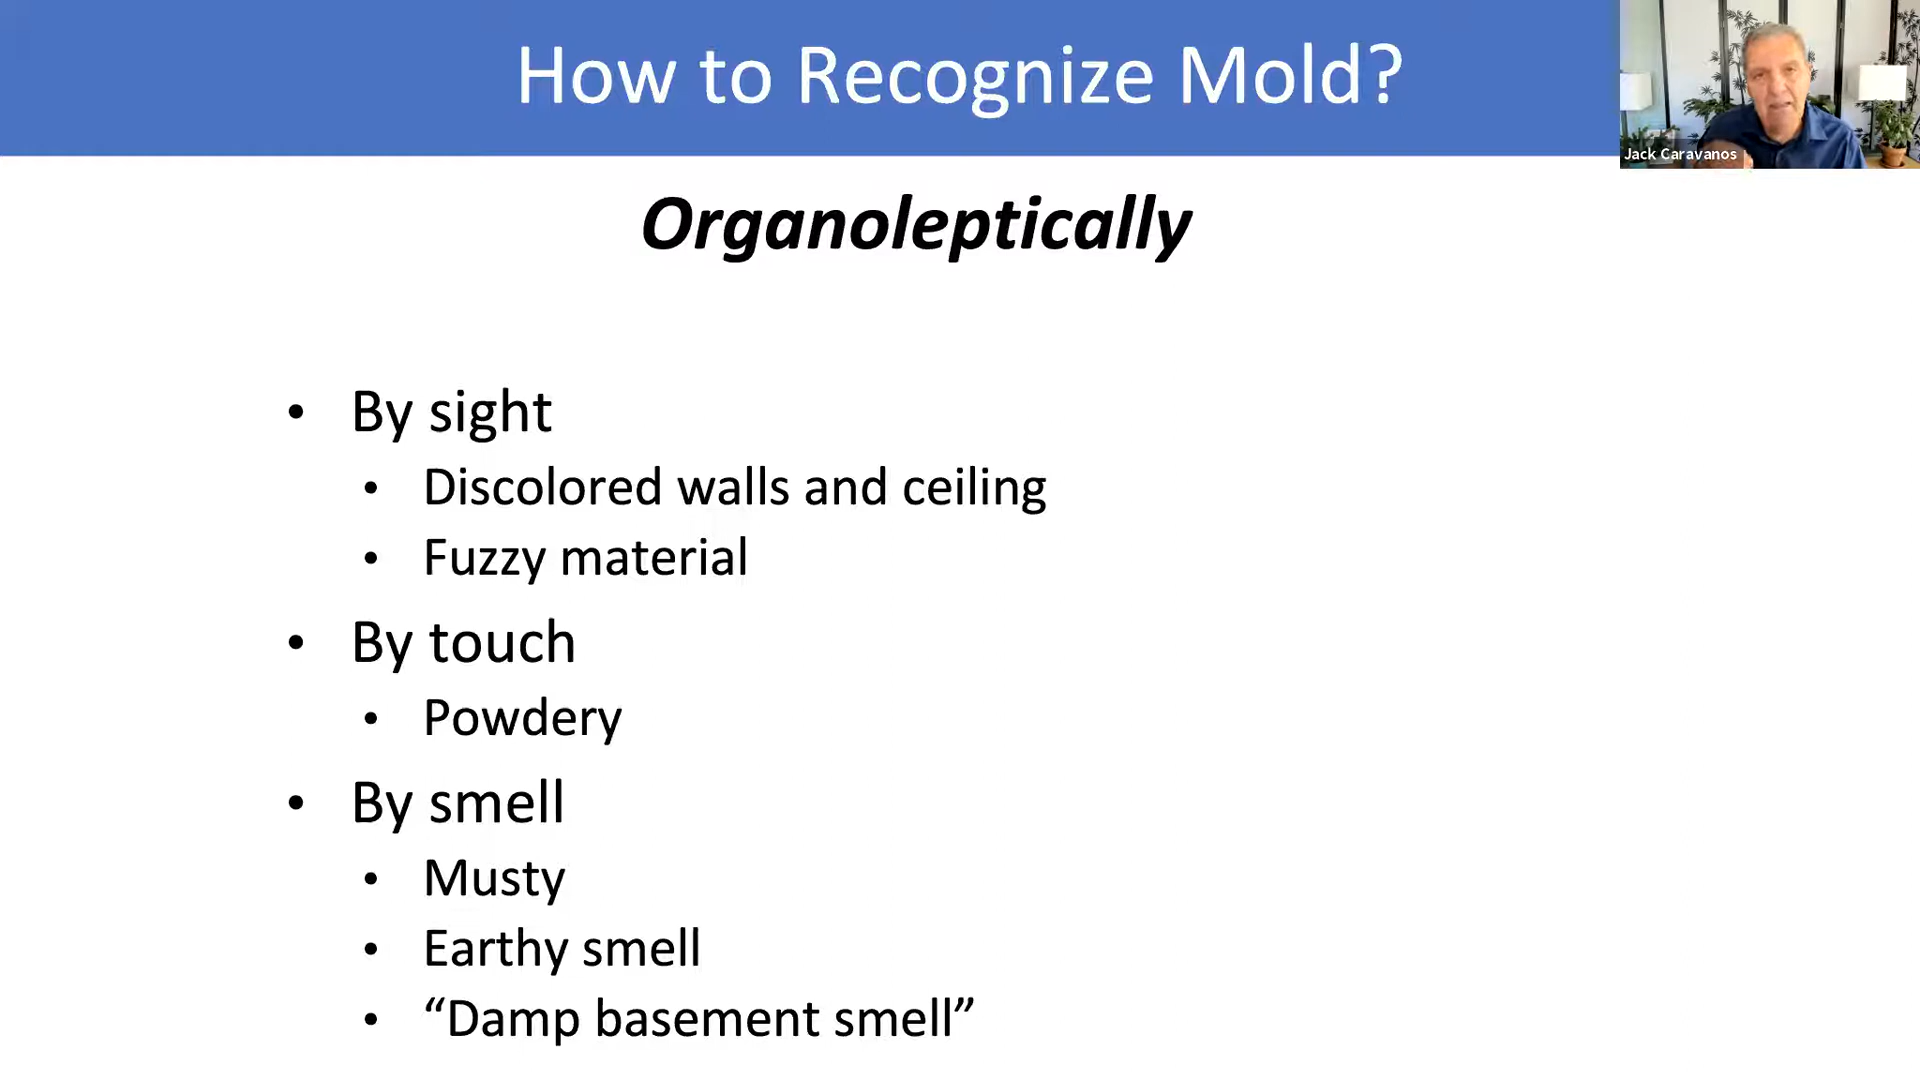 How to Recognize Mold?
Jack Caravanos
Organoleptically
• By sight
• Discolored walls and ceiling
• Fuzzy material
• By touch
• Powdery
• By smell
• Musty
• Earthy smell
• “Damp basement smell”